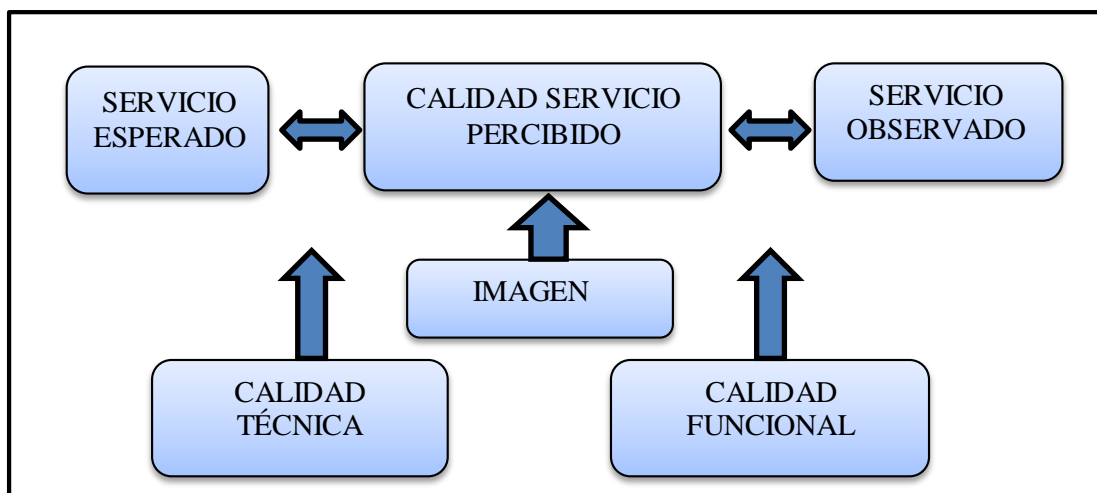 SERVICIO
ESPERADO
CALIDAD SERVICIO
PERCIBIDO
SERVICIO
OBSERVADO
IMAGEN
CALIDAD
TÉCNICA
CALIDAD
FUNCIONAL